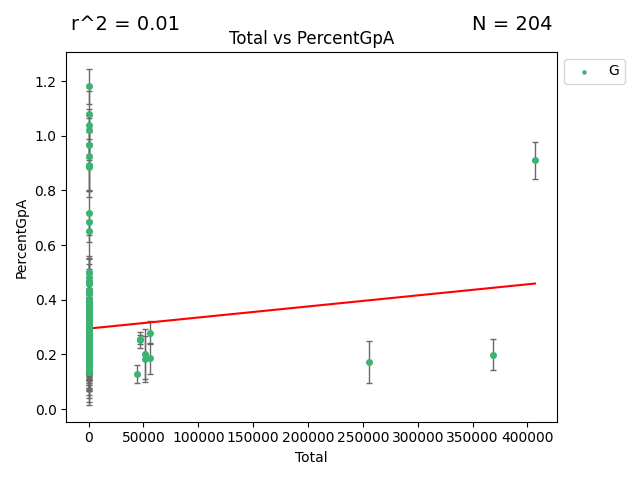 r^2 = 0.01
N = 204
Total vs PercentGpA
G
PercentGpA
1.2
1.0
0.8
0.6
0.4
0.2
0.0
0 50000 100000 150000 200000 250000 300000 350000 400000
Total